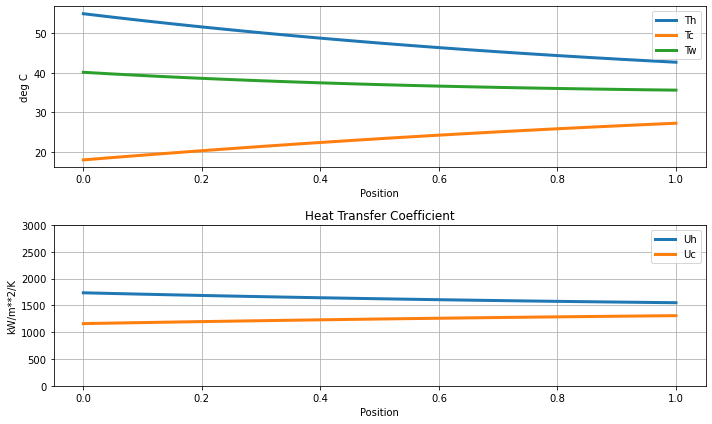 50
40
30
20
deg C
Th
Tc
Tw
0.0 0.2 0.4 0.6 0.8 1.0
Position
Heat Transfer Coefficient
3000
2500
2000
1500
1000
500
0
kW/m**2/K
Uh
Uc
0.0 0.2 0.4 0.6 0.8 1.0
Position